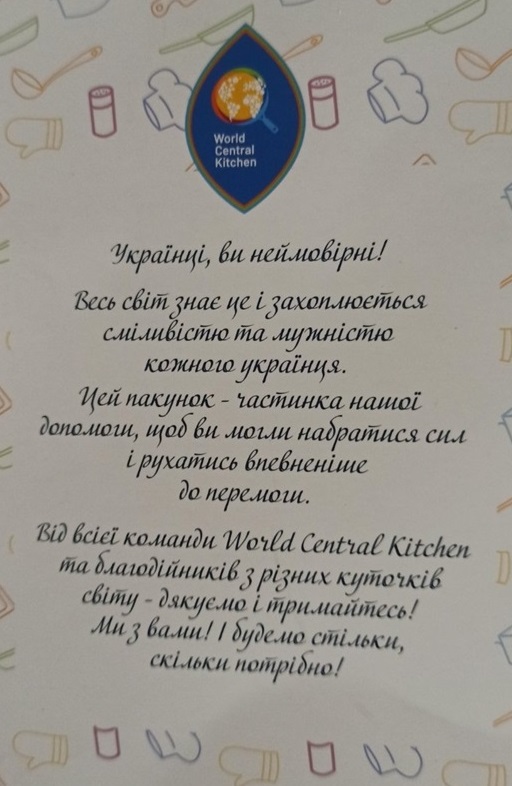 World
Central
Kitchen
Українці, ви неймовірні!
Весь світ знає це і захоплюється
сміливістю та мужністю
кожного українця.
Цей пакунок - частинка нашої
допомоги, щоб ви могли набратися сил
і рухатись впевненіше
до перемоги.
Від всієї команди World Central Kitchen
та благодійників з різних куточків
світу - дякуємо і тримайтесь!
Ми з вами! І будемо стільки,
скільки потрібно!